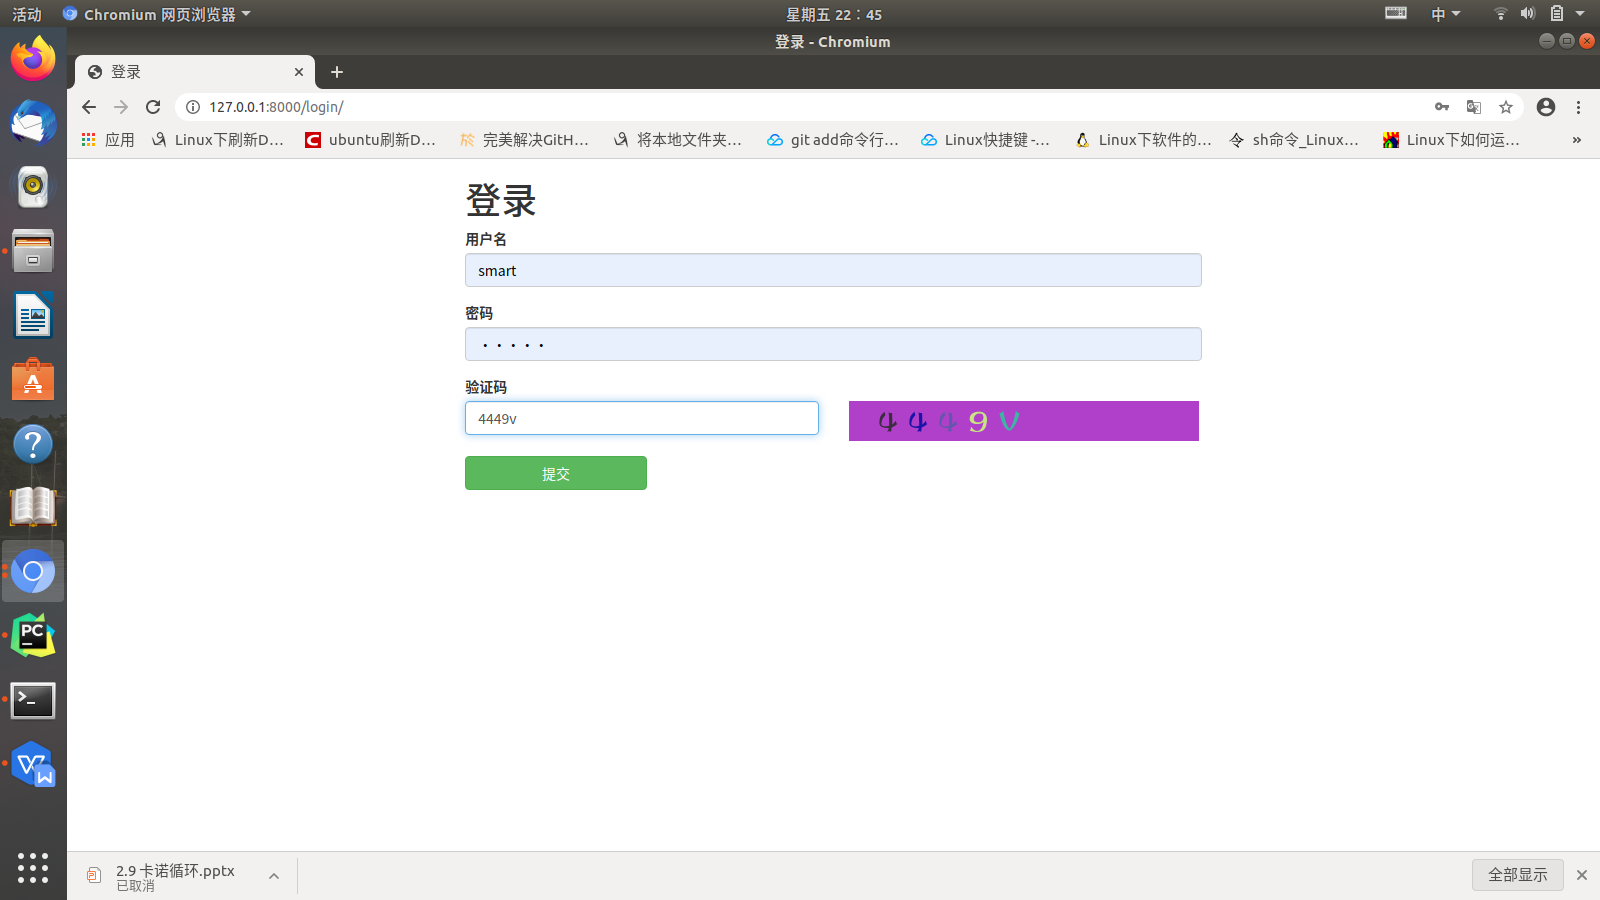 活动 Chromium 网页浏览器 星期五 22:45 中
登录 - Chromium
登录
127.0.0.1:8000/login/
应用 Linux下刷新D... ubuntu刷新D... 完美解决GitH... 将本地文件夹... git add命令行... Linux快捷键 -... Linux下软件的... sh命令_Linux... Linux下如何运... »
登录
用户名
smart
密码
•••••
验证码
4449v 4449V
提交
PC
W
2.9 卡诺循环.pptx
已取消
全部显示